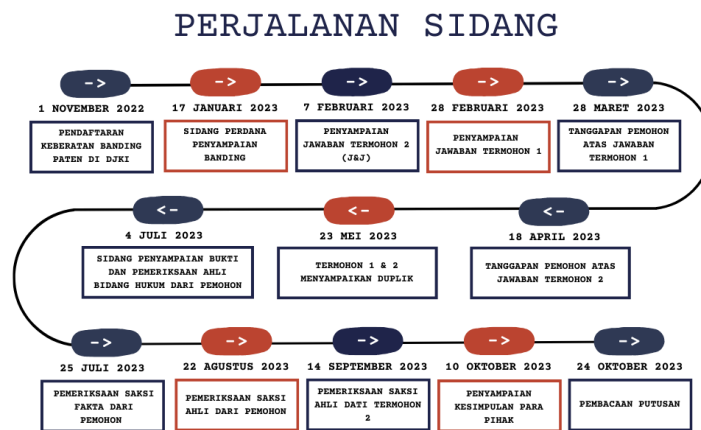 PERJALANAN SIDANG
->
->
->
->
->
1 NOVEMBER 2022
17 JANUARI 2023
7 FEBRUARI 2023
28 FEBRUARI 2023
28 MARET 2023
PENDAFTARAN
KEBERATAN BANDING
PATEN DI DJKI
SIDANG PERDANA
PENYAMPAIAN
BANDING
PENYAMPAIAN
JAWABAN TERMOHON 2
(J&J)
PENYAMPAIAN
JAWABAN TERMOHON 1
TANGGAPAN PEMOHON
ATAS JAWABAN
TERMOHON 1
<-
<-
<-
4 JULI 2023
23 MEI 2023
18 APRIL 2023
SIDANG PENYAMPAIAN BUKTI
DAN PEMERIKSAAN AHLI
BIDANG HUKUM DARI PEMOHON
TERMOHON 1 & 2
MENYAMPAIKAN DUPLIK
TANGGAPAN PEMOHON ATAS
JAWABAN TERMOHON 2
->
->
->
->
->
25 JULI 2023
22 AGUSTUS 2023
14 SEPTEMBER 2023
10 OKTOBER 2023
24 OKTOBER 2023
PEMERIKSAAN SAKSI
FAKTA DARI
PEMOHON
PEMERIKSAAN SAKSI
AHLI DARI PEMOHON
PEMERIKSAAN SAKSI
AHLI DATI TERMOHON
2
PENYAMPAIAN
KESIMPULAN PARA
PIHAK
PEMBACAAN PUTUSAN